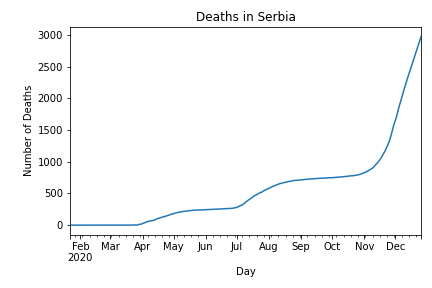 Deaths in Serbia
3000
2500
2000
1500
1000
500
0
Number of Deaths
Feb Mar Apr May Jun Jul Aug Sep Oct Nov Dec
2020
Day